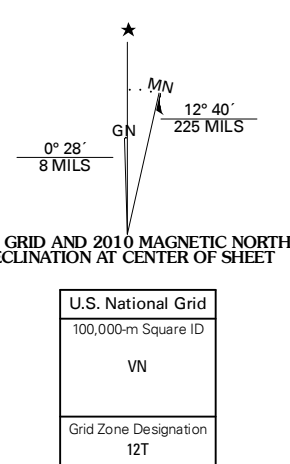 MN
12° 40´
225 MILS
GN
0° 28´
8 MILS
GRID AND 2010 MAGNETIC NORTH
ECLINATION AT CENTER OF SHEET
U.S. National Grid
100,000-m Square ID
VN
Grid Zone Designation
12T